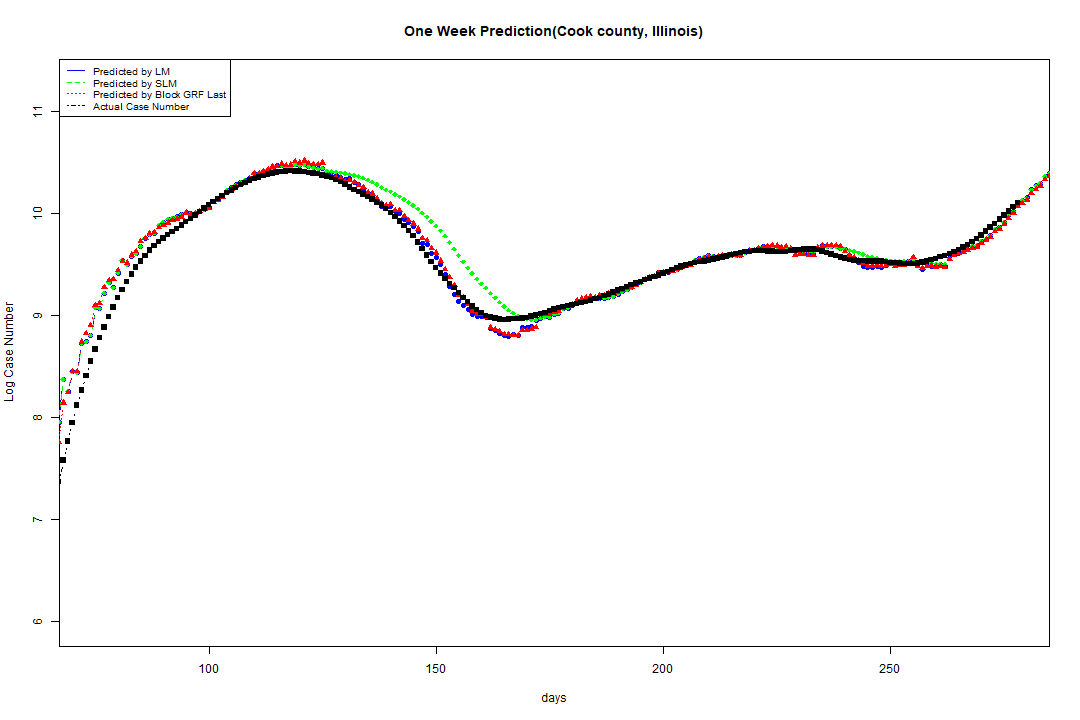 One Week Prediction(Cook county, Illinois)
Predicted by LM
Predicted by SLM
Predicted by Block GRF Last
Actual Case Number
11
10
9
8
7
6
Log Case Number
100 150 200 250
days